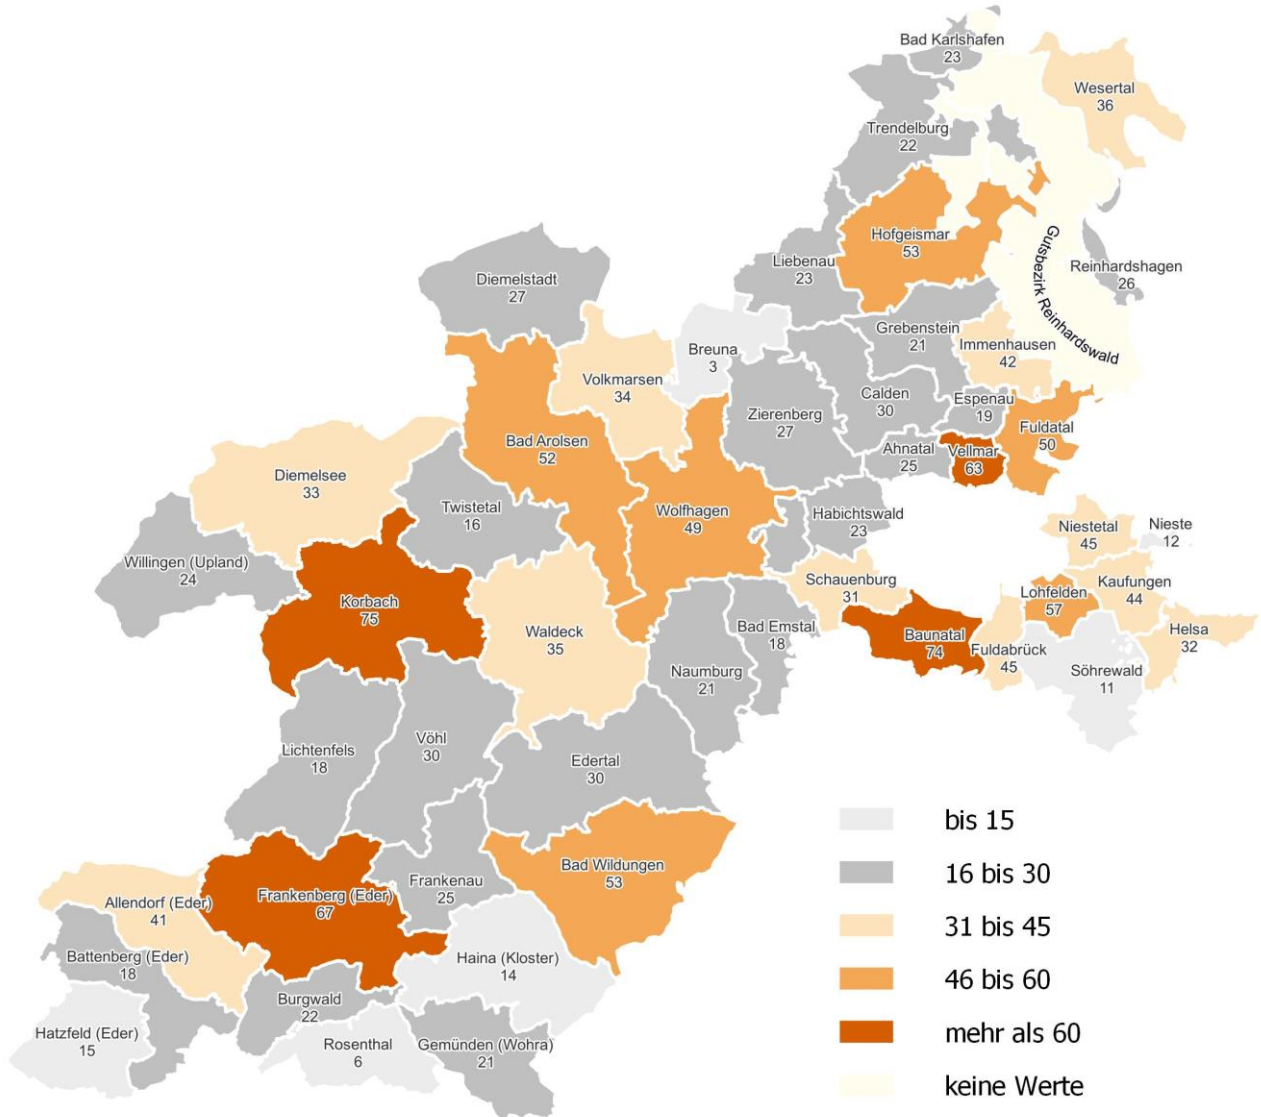 Bad Karlshafen
23
Wesertal
36
Trendelburg
22
Hofgeismar
53
Gutsbezirk Reinhardswald
Liebenau
23
Reinhardshagen
26
Diemelstadt
27
Grebenstein
21
Immenhausen
42
Breuna
3
Volkmarsen
34
Calden
30
Espenau
19
Zierenberg
27
Fuldatal
50
Bad Arolsen
52
Ahnatal
25
Vellmar
63
Diemelsee
33
Twistetal
16
Wolfhagen
49
Habichtswald
23
Niestetal
45
Nieste
12
Willingen (Upland)
24
Schauenburg
31
Kaufungen
44
Lohfelden
57
Korbach
75
Waldeck
35
Bad Emstal
18
Baunatal
74
Fuldabrück
45
Helsa
32
Naumburg
21
Söhrewald
11
Lichtenfels
18
Vöhl
30
Edertal
30
Bad Wildungen
53
Frankenau
25
Frankenberg (Eder)
67
Allendorf (Eder)
41
Battenberg (Eder)
18
Haina (Kloster)
14
Burgwald
22
Hatzfeld (Eder)
15
Rosenthal
6
Gemünden (Wohra)
21
bis 15
16 bis 30
31 bis 45
46 bis 60
mehr als 60
keine Werte